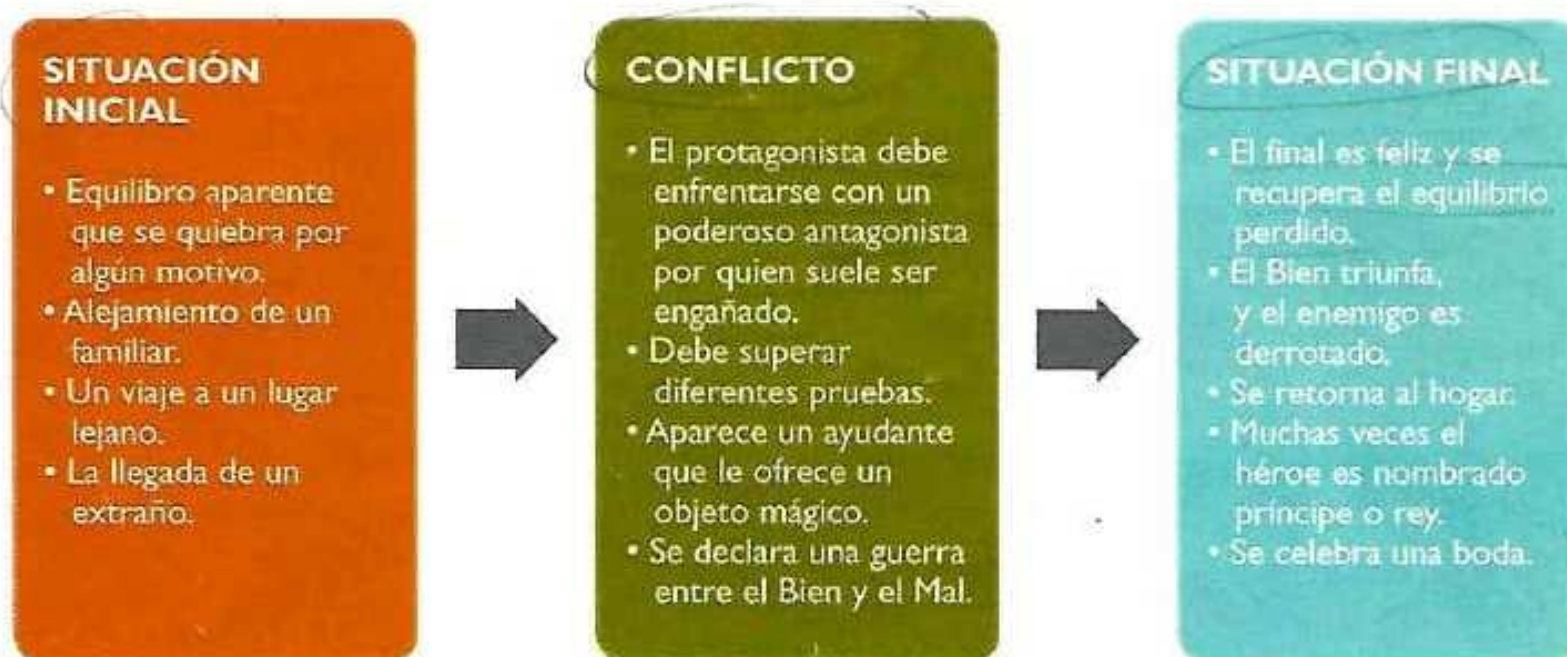 SITUACIÓN
INICIAL
• Equilibro aparente
que se quiebra por
algún motivo.
• Alejamiento de un
familiar.
• Un viaje a un lugar
lejano.
• La llegada de un
extraño.
CONFLICTO
• El protagonista debe
enfrentarse con un
poderoso antagonista
por quien suele ser
engañado.
• Debe superar
diferentes pruebas.
• Aparece un ayudante
que le ofrece un
objeto mágico.
• Se declara una guerra
entre el Bien y el Mal.
SITUACIÓN FINAL
• El final es feliz y se
recupera el equilibrio
perdido.
• El Bien triunfa,
y el enemigo es
derrotado.
• Se retorna al hogar.
• Muchas veces el
héroe es nombrado
príncipe o rey.
• Se celebra una boda.